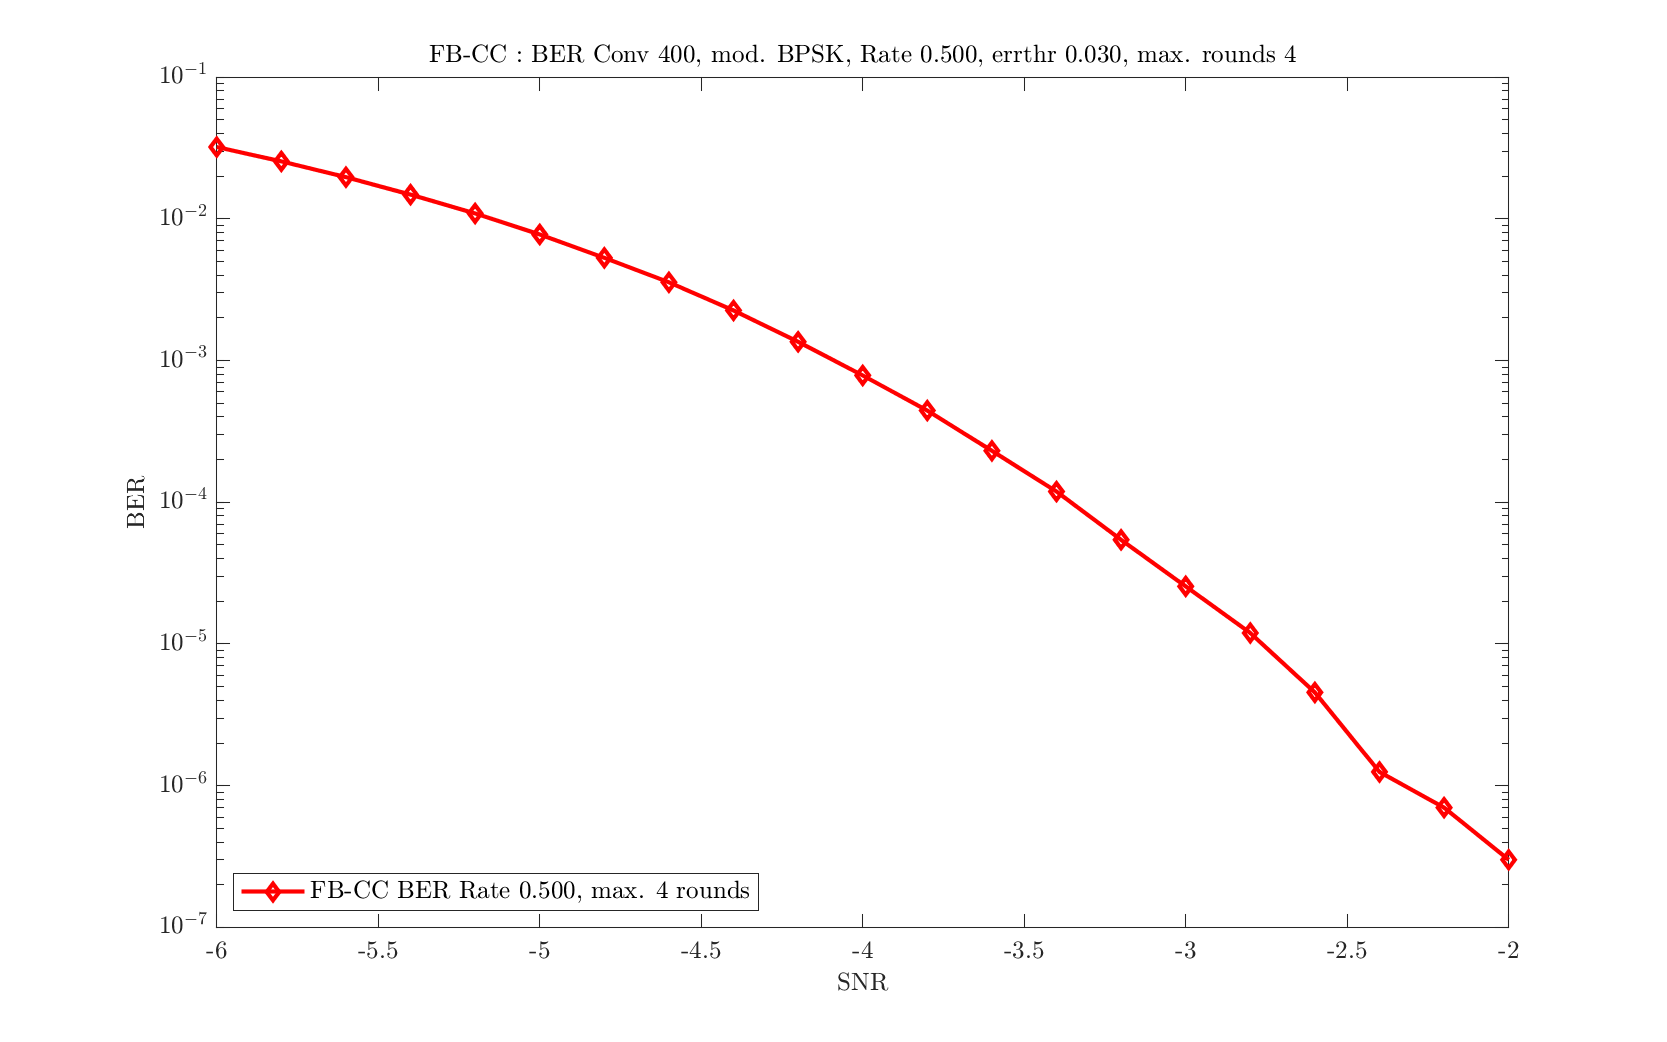 FB-CC : BER Conv 400, mod. BPSK, Rate 0.500, errthr 0.030, max. rounds 4
10^{-1}
10^{-2}
10^{-3}
10^{-4}
10^{-5}
10^{-6}
10^{-7}
BER
FB-CC BER Rate 0.500, max. 4 rounds
-6 -5.5 -5 -4.5 -4 -3.5 -3 -2.5 -2
SNR